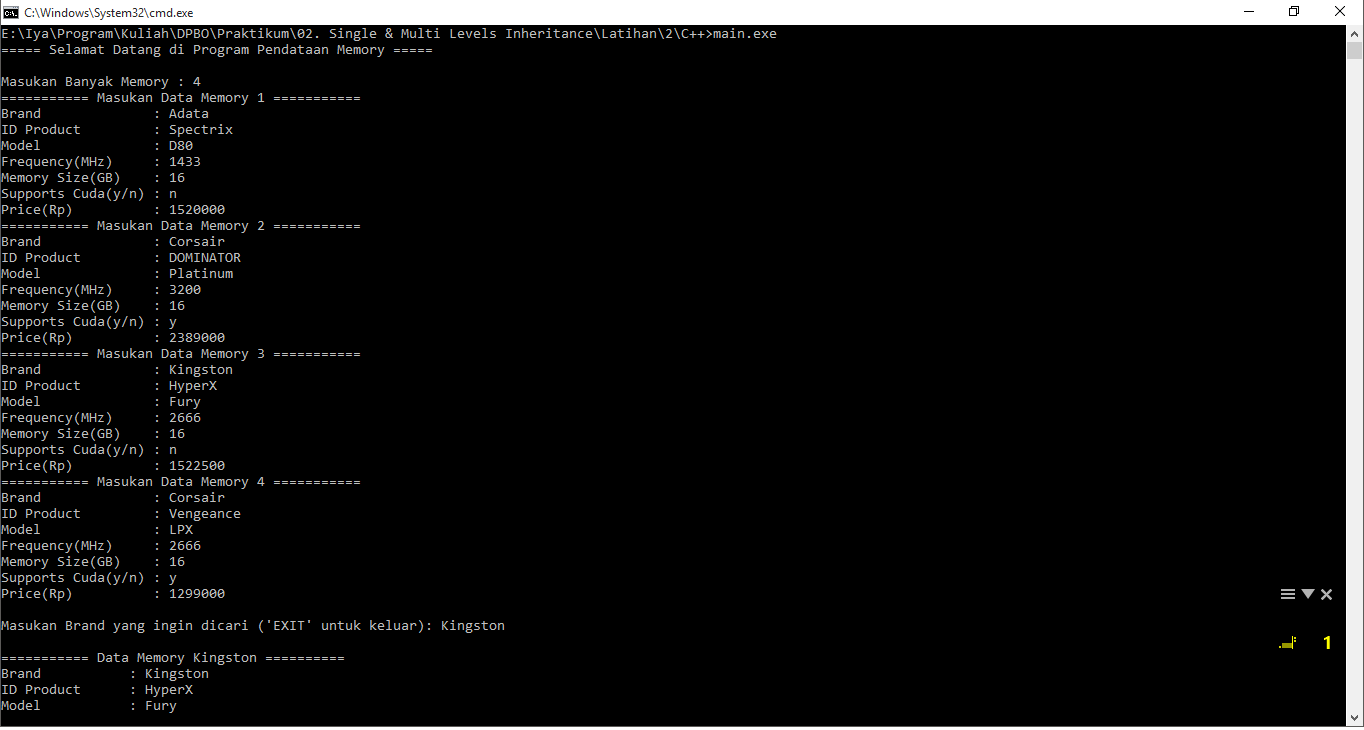 C:\Windows\System32\cmd.exe
E:\Iya\Program\Kuliah\DPBO\Praktikum\02. Single & Multi Levels Inheritance\Latihan\2\C++>main.exe
===== Selamat Datang di Program Pendataan Memory =====
Masukan Banyak Memory : 4
=========== Masukan Data Memory 1 ===========
Brand              : Adata
ID Product         : Spectrix
Model              : D80
Frequency(MHz)     : 1433
Memory Size(GB)    : 16
Supports Cuda(y/n) : n
Price(Rp)          : 1520000
=========== Masukan Data Memory 2 ===========
Brand              : Corsair
ID Product         : DOMINATOR
Model              : Platinum
Frequency(MHz)     : 3200
Memory Size(GB)    : 16
Supports Cuda(y/n) : y
Price(Rp)          : 2389000
=========== Masukan Data Memory 3 ===========
Brand              : Kingston
ID Product         : HyperX
Model              : Fury
Frequency(MHz)     : 2666
Memory Size(GB)    : 16
Supports Cuda(y/n) : n
Price(Rp)          : 1522500
=========== Masukan Data Memory 4 ===========
Brand              : Corsair
ID Product         : Vengeance
Model              : LPX
Frequency(MHz)     : 2666
Memory Size(GB)    : 16
Supports Cuda(y/n) : y
Price(Rp)          : 1299000
Masukan Brand yang ingin dicari ('EXIT' untuk keluar): Kingston
1
=========== Data Memory Kingston ==========
Brand           : Kingston
ID Product      : HyperX
Model           : Fury